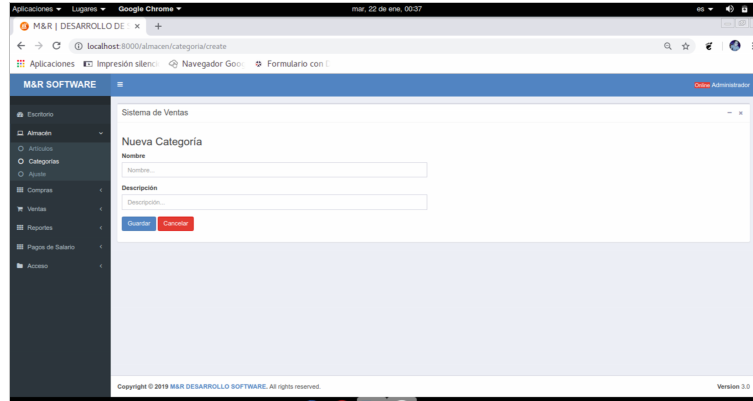 Aplicaciones Lugares Google Chrome mar, 22 de ene, 00:37 es
M&R | DESARROLLO DE
localhost:8000/almacen/categoria/create
Aplicaciones Impresión silenc Navegador Goo Formulario con
M&R SOFTWARE Online Administrador
Escritorio
Almacén
Artículos
Categorías
Ajuste
Compras
Ventas
Reportes
Pagos de Salario
Acceso
Sistema de Ventas
Nueva Categoría
Nombre
Nombre...
Descripción
Descripción...
Guardar Cancelar
Copyright © 2019 M&R DESARROLLO SOFTWARE. All rights reserved. Version 3.0